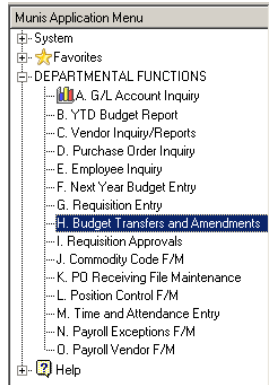 Munis Application Menu
System
Favorites
DEPARTMENTAL FUNCTIONS
A. G/L Account Inquiry
B. YTD Budget Report
C. Vendor Inquiry/Reports
D. Purchase Order Inquiry
E. Employee Inquiry
F. Next Year Budget Entry
G. Requisition Entry
H. Budget Transfers and Amendments
I. Requisition Approvals
J. Commodity Code F/M
K. PO Receiving File Maintenance
L. Position Control F/M
M. Time and Attendance Entry
N. Payroll Exceptions F/M
O. Payroll Vendor F/M
Help